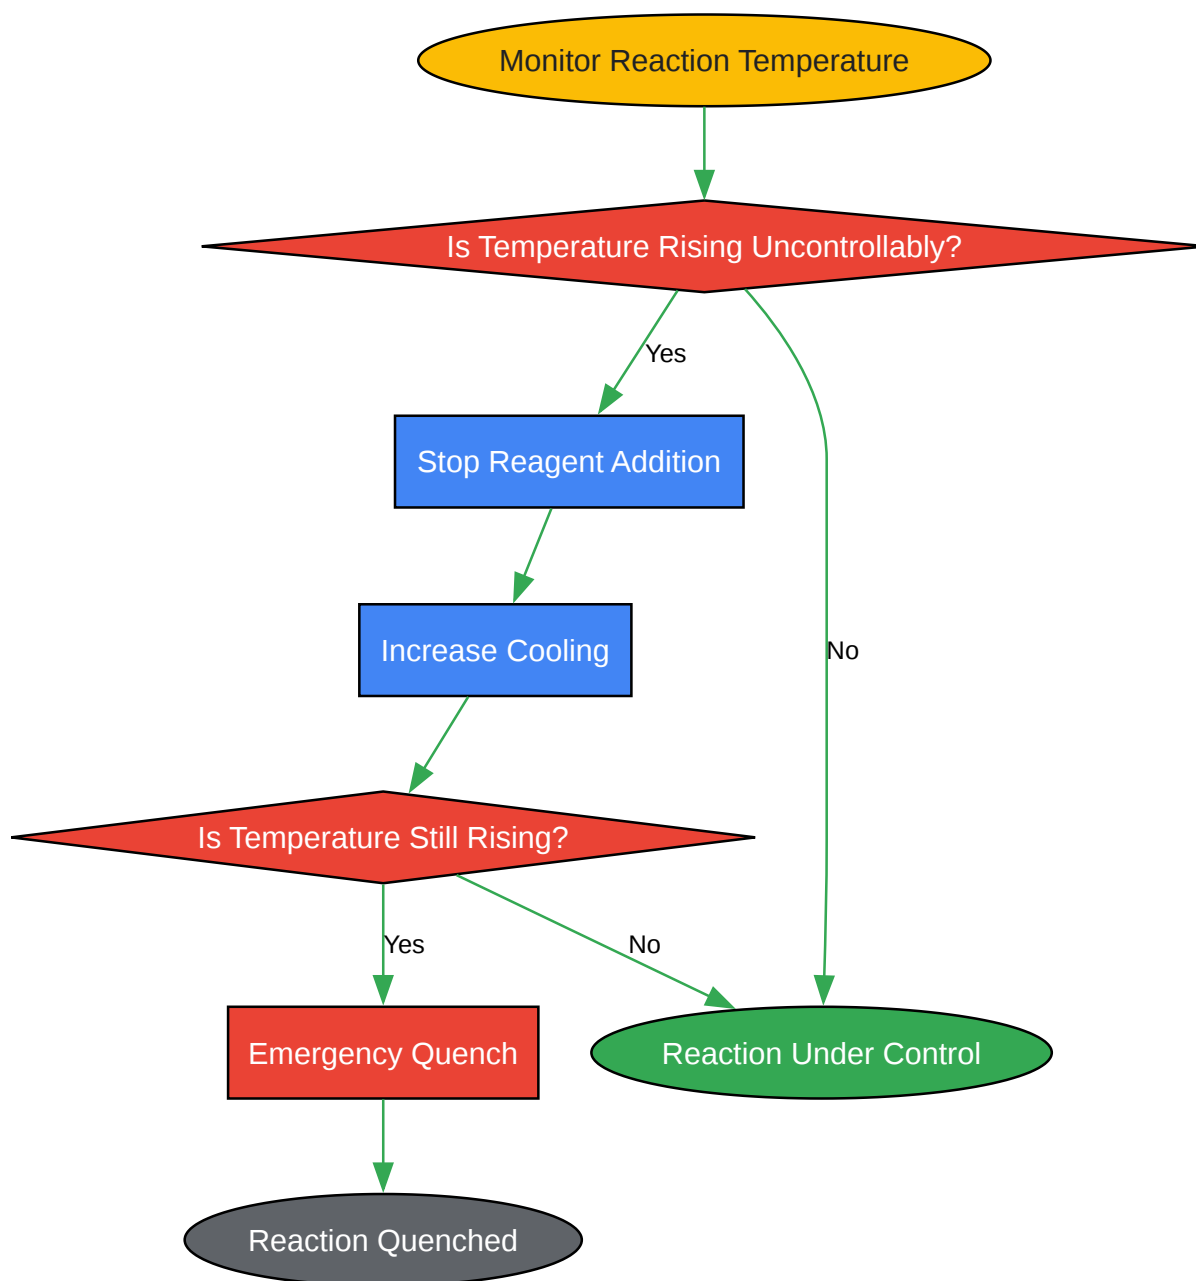 Monitor Reaction Temperature
Is Temperature Rising Uncontrollably?
Yes
Stop Reagent Addition
Increase Cooling
No
Is Temperature Still Rising?
Yes
No
Emergency Quench
Reaction Under Control
Reaction Quenched